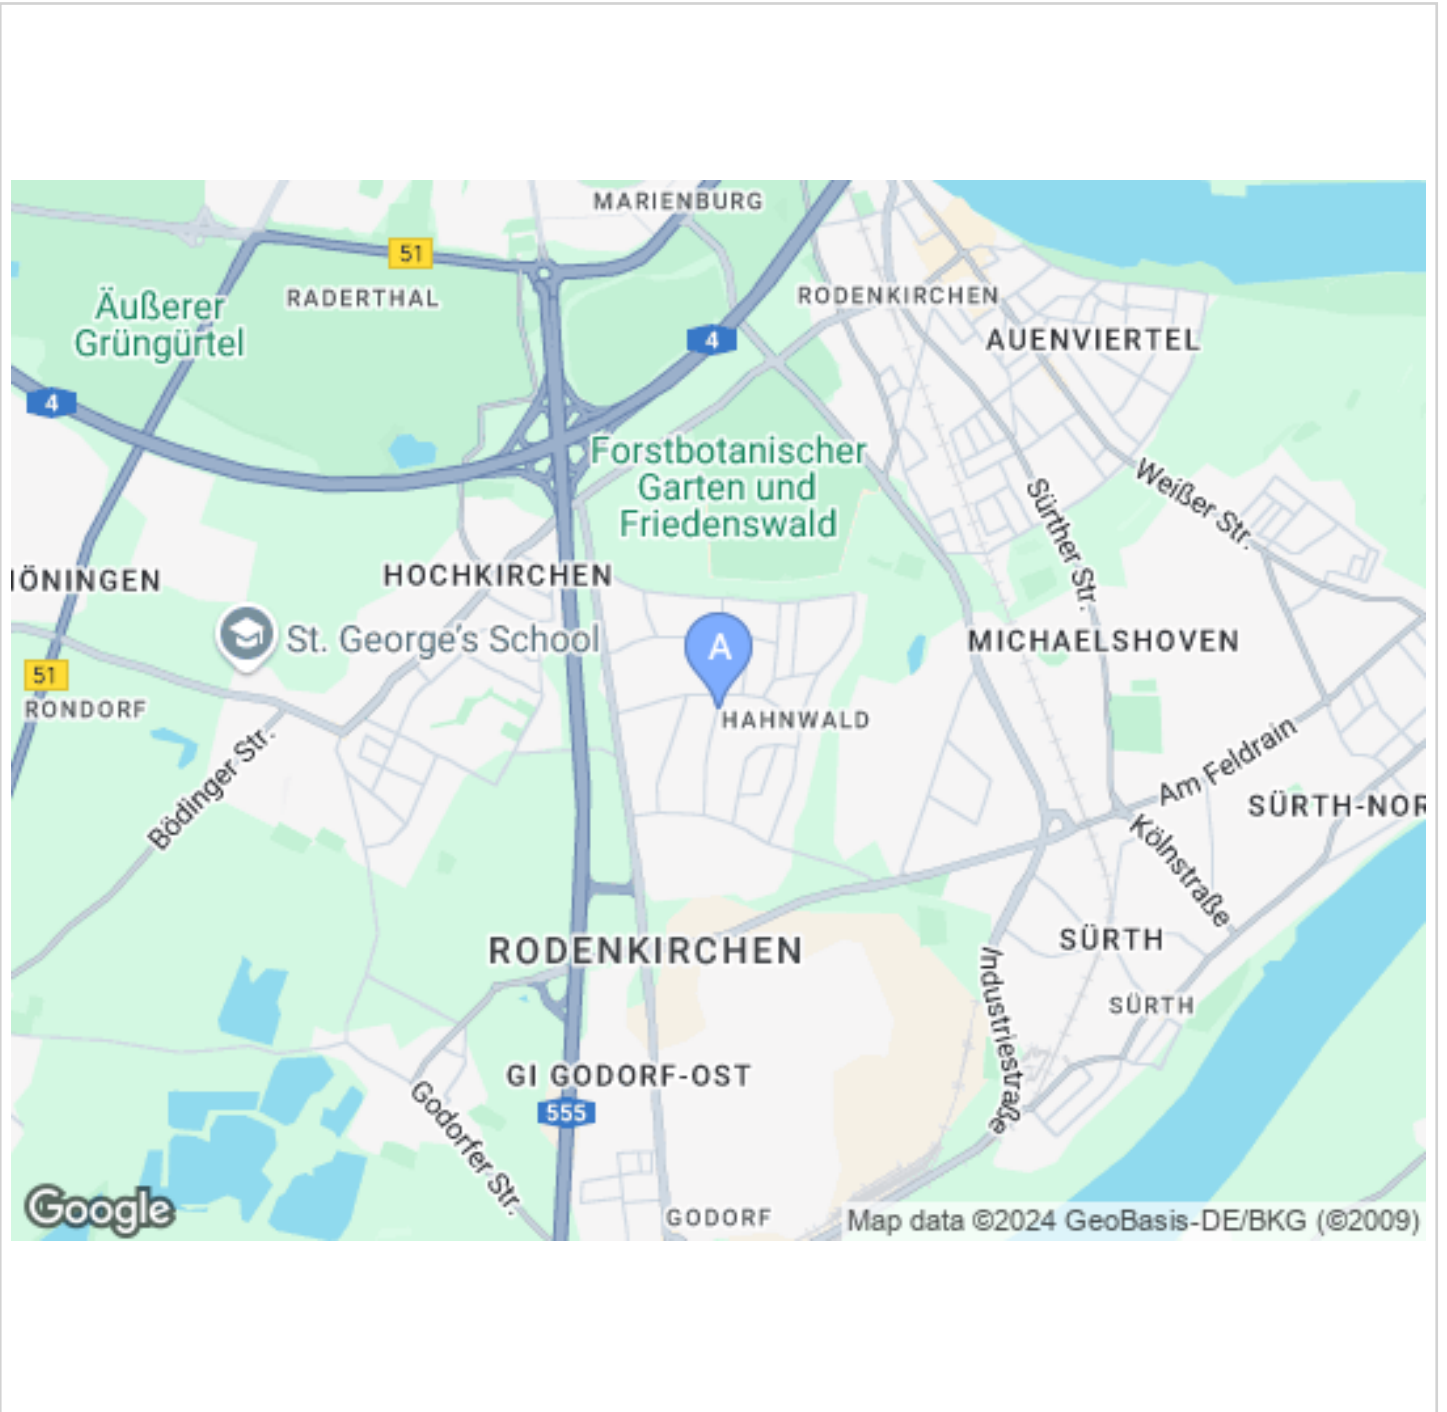 MARIENBURG
51
RADERTHAL
Äußerer
Grüngürtel
RODENKIRCHEN
AUENVIERTEL
4
4
Forstbotanischer
Garten und
Friedenswald
Weißer Str.
Sürther Str.
HOCHKIRCHEN
HÖNINGEN
St. George's School
A
MICHAELSHOVEN
51
RONDORF
HAHNWALD
Bödinger Str.
Am Feldrain
SÜRTH-NOR
Kölnstraße
RODENKIRCHEN
SÜRTH
Industriestraße
SÜRTH
GI GODORF-OST
555
Godorfer Str.
Google
GODORF
Map data ©2024 GeoBasis-DE/BKG (©2009)